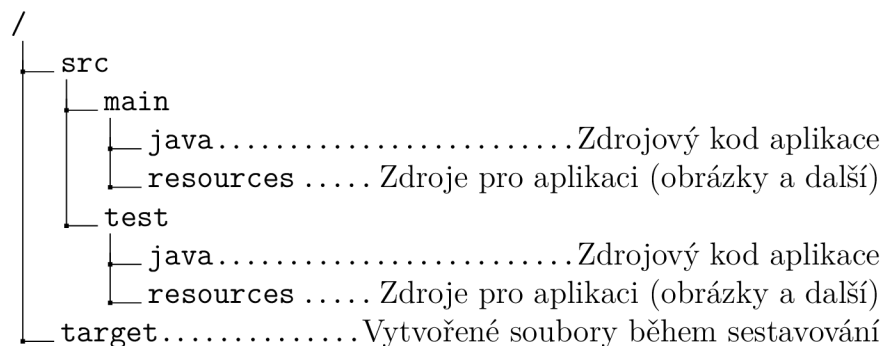 /
src
main
java.........................Zdrojový kod aplikace
resources ..... Zdroje pro aplikaci (obrázky a další)
test
java.........................Zdrojový kod aplikace
resources ..... Zdroje pro aplikaci (obrázky a další)
target..............Vytvořené soubory během sestavování